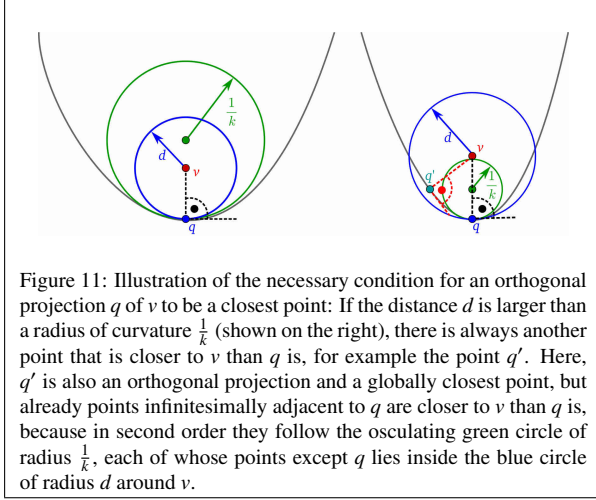 1/k
d
v
q
d
v
q'
1/k
q
Figure 11: Illustration of the necessary condition for an orthogonal
projection q of v to be a closest point: If the distance d is larger than
a radius of curvature 1/k (shown on the right), there is always another
point that is closer to v than q is, for example the point q′. Here,
q′ is also an orthogonal projection and a globally closest point, but
already points infinitesimally adjacent to q are closer to v than q is,
because in second order they follow the osculating green circle of
radius 1/k, each of whose points except q lies inside the blue circle
of radius d around v.